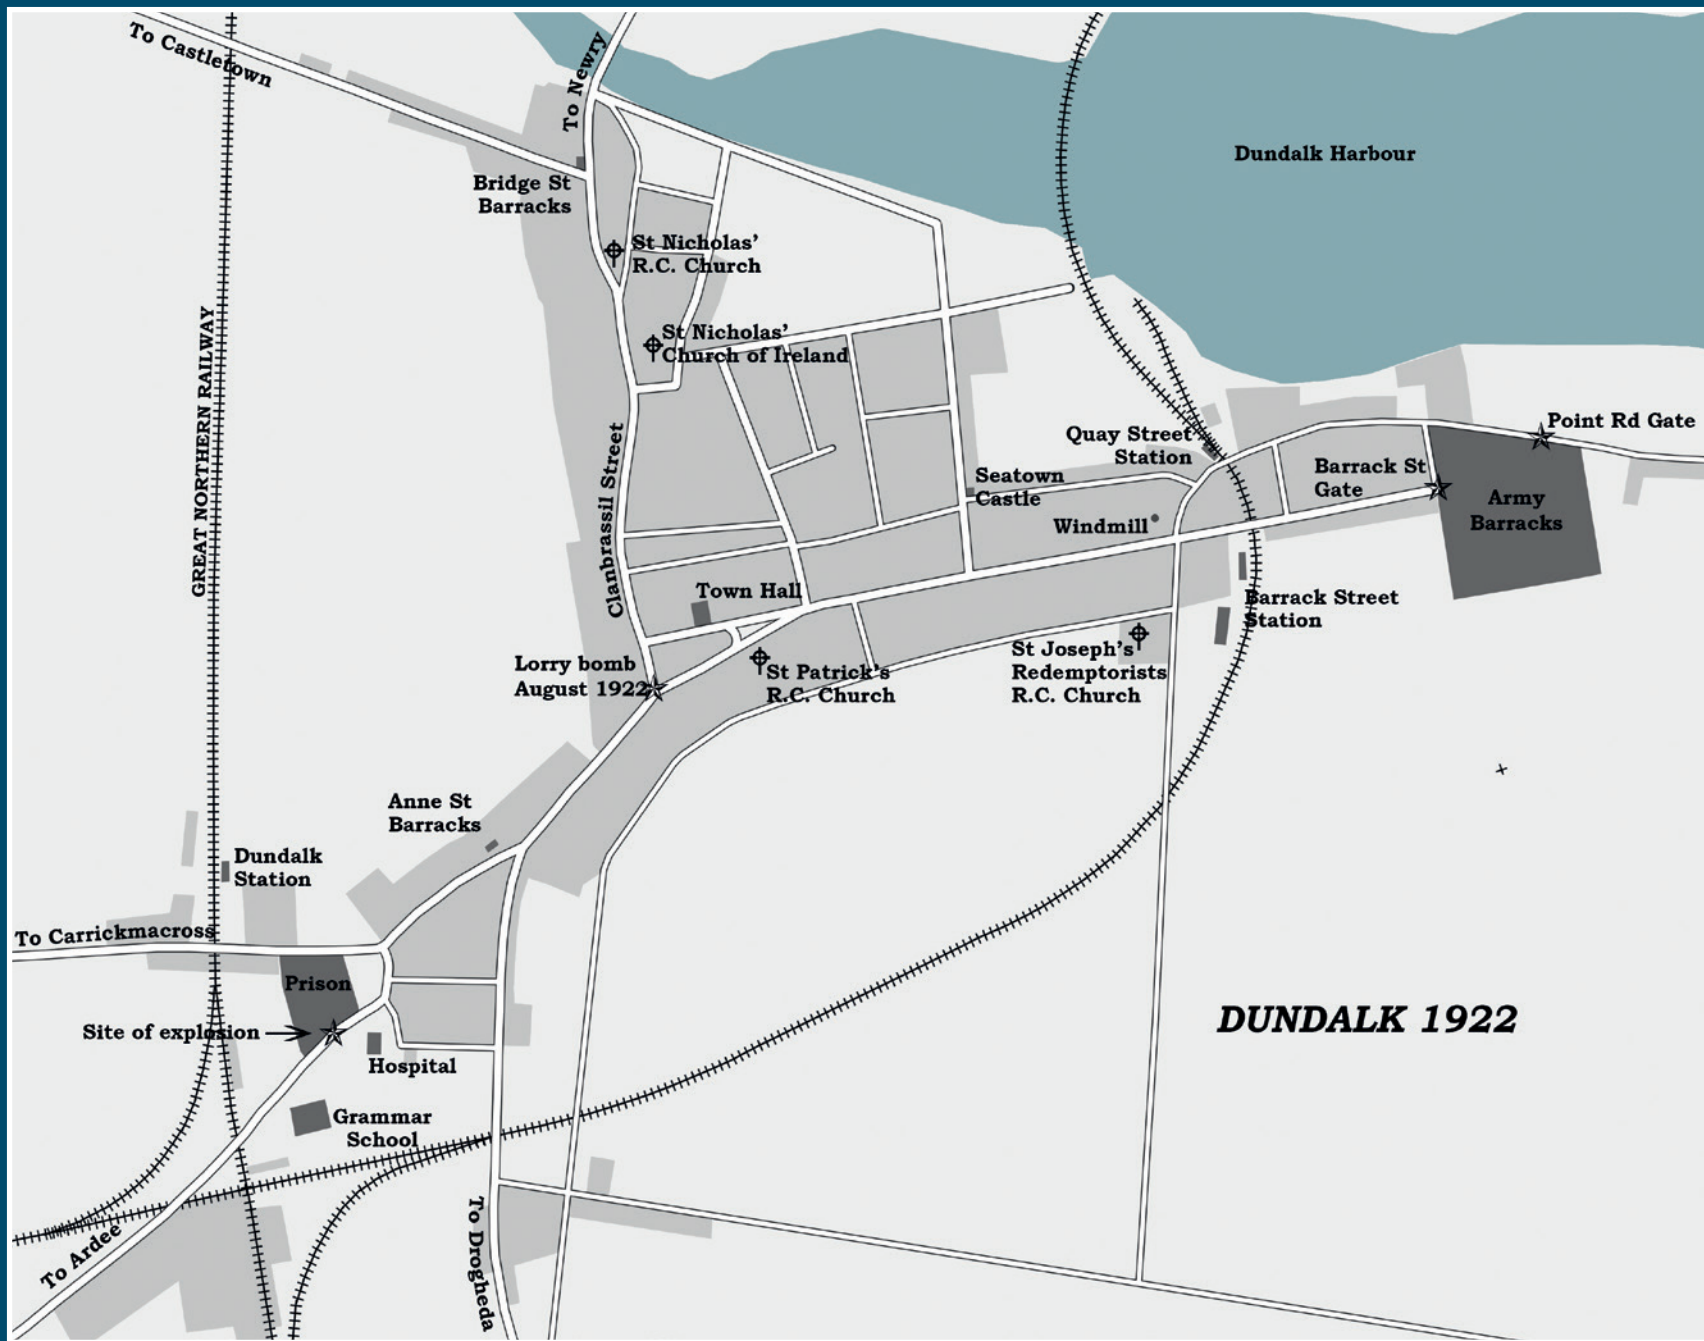 To Castletown
To Newry
Dundalk Harbour
Bridge St
Barracks
St Nicholas'
R.C. Church
St Nicholas'
Church of Ireland
GREAT NORTHERN RAILWAY
Clanbrassil Street
Quay Street
Station
Point Rd Gate
Barrack St
Gate
Seatown
Castle
Army
Barracks
Windmill
Town Hall
Barrack Street
Station
Lorry bomb
August 1922
St Patrick's
R.C. Church
St Joseph's
Redemptorists
R.C. Church
Anne St
Barracks
Dundalk
Station
To Carrickmacross
Prison
Site of explosion
Hospital
DUNDALK 1922
Grammar
School
To Ardee
To Drogheda